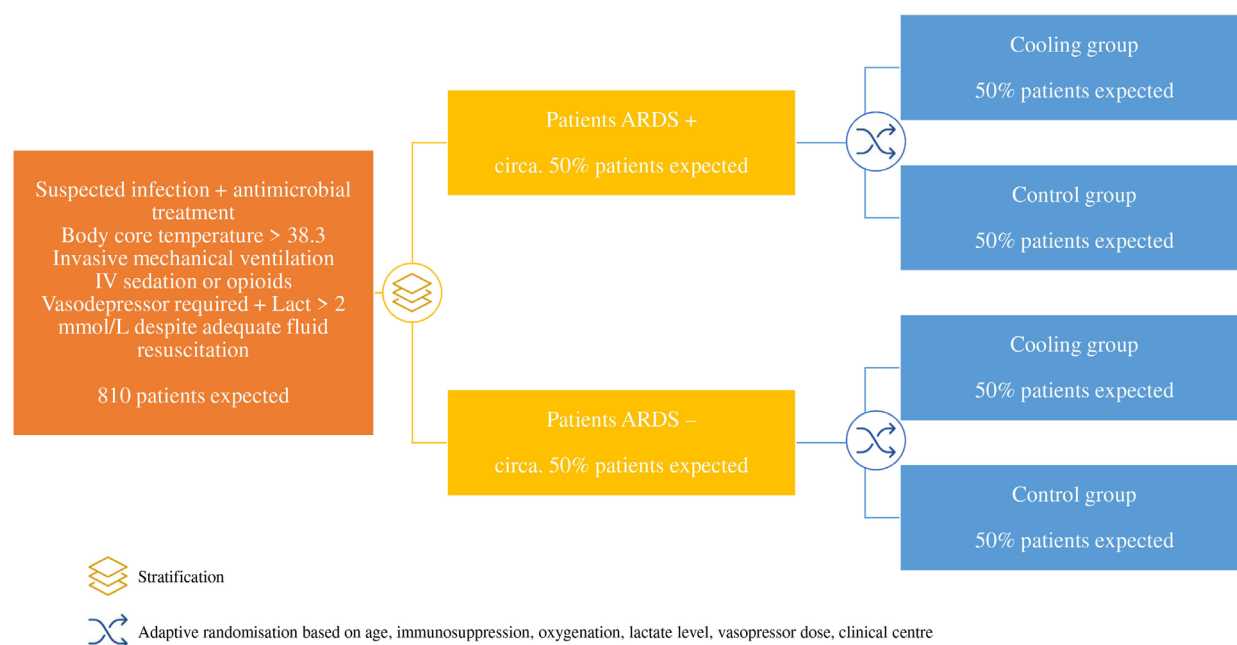 Suspected infection + antimicrobial
treatment
Body core temperature > 38.3
Invasive mechanical ventilation
IV sedation or opioids
Vasodepressor required + Lact > 2
mmol/L despite adequate fluid
resuscitation
810 patients expected
Patients ARDS +
circa. 50% patients expected
Cooling group
50% patients expected
Control group
50% patients expected
Patients ARDS –
circa. 50% patients expected
Cooling group
50% patients expected
Control group
50% patients expected
Stratification
Adaptive randomisation based on age, immunosuppression, oxygenation, lactate level, vasopressor dose, clinical centre